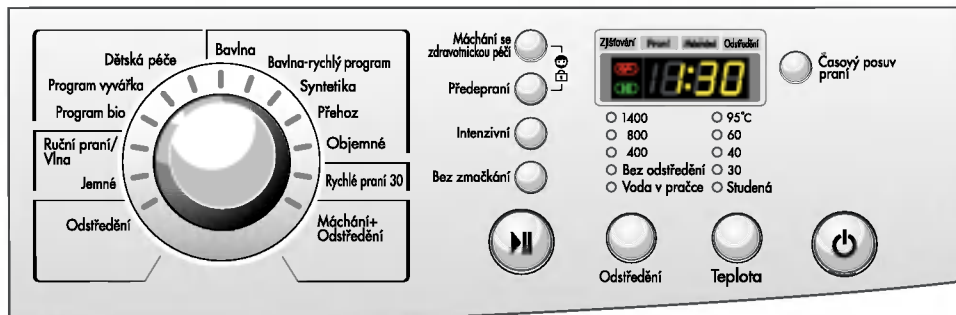 Bavlna
Dětská péče
Program vyvářka
Program bio
Ruční praní/
Vlna
Jemné
Odstředění
Bavlna-rychlý program
Syntetika
Přehoz
Objemné
Rychlé praní 30
Máchání+
Odstředění
Máchání se
zdravotnickou péčí
Předepraní
Intenzivní
Bez zmačkání
Zjišťování Praní Máchání Odstředění
1:30
1400
800
400
Bez odstředění
Voda v pračce
95°C
60
40
30
Studená
Časový posuv
praní
Odstředění
Teplota